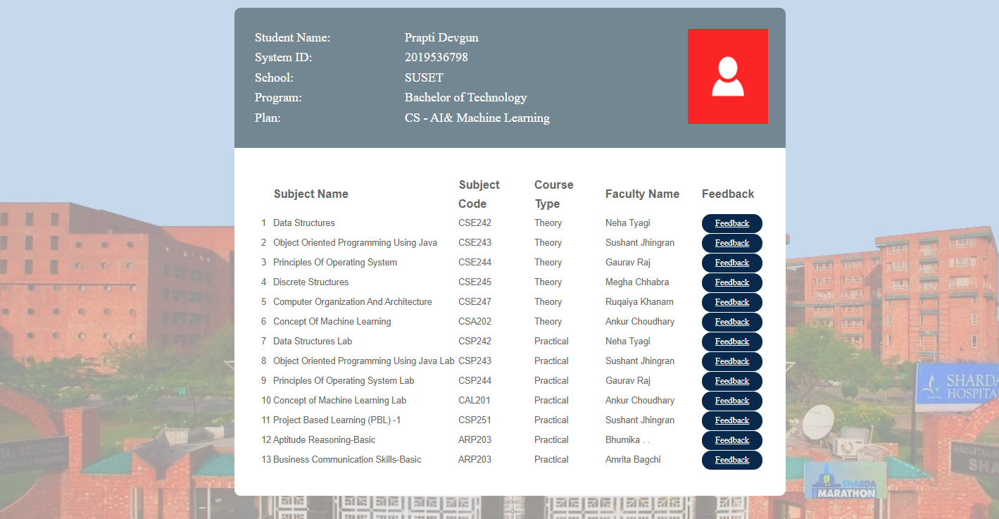 Student Name: Prapti Devgun
System ID: 2019536798
School: SUSET
Program: Bachelor of Technology
Plan: CS - AI& Machine Learning
Subject Name Subject Code Course Type Faculty Name Feedback
1 Data Structures CSE242 Theory Neha Tyagi Feedback
2 Object Oriented Programming Using Java CSE243 Theory Sushant Jhingran Feedback
3 Principles Of Operating System CSE244 Theory Gaurav Raj Feedback
4 Discrete Structures CSE245 Theory Megha Chhabra Feedback
5 Computer Organization And Architecture CSE247 Theory Ruqaiya Khanam Feedback
6 Concept Of Machine Learning CSA202 Theory Ankur Choudhary Feedback
7 Data Structures Lab CSP242 Practical Neha Tyagi Feedback
8 Object Oriented Programming Using Java Lab CSP243 Practical Sushant Jhingran Feedback
9 Principles Of Operating System Lab CSP244 Practical Gaurav Raj Feedback
10 Concept of Machine Learning Lab CAL201 Practical Ankur Choudhary Feedback
11 Project Based Learning (PBL) -1 CSP251 Practical Sushant Jhingran Feedback
12 Aptitude Reasoning-Basic ARP203 Practical Bhumika . . Feedback
13 Business Communication Skills-Basic ARP203 Practical Amrita Bagchi Feedback
SHARDA
HOSPITA
TAL SCIENCES
SCIENCES & RESEARCH
HINDUSTAN
SHA
SHARDA
MARATHON